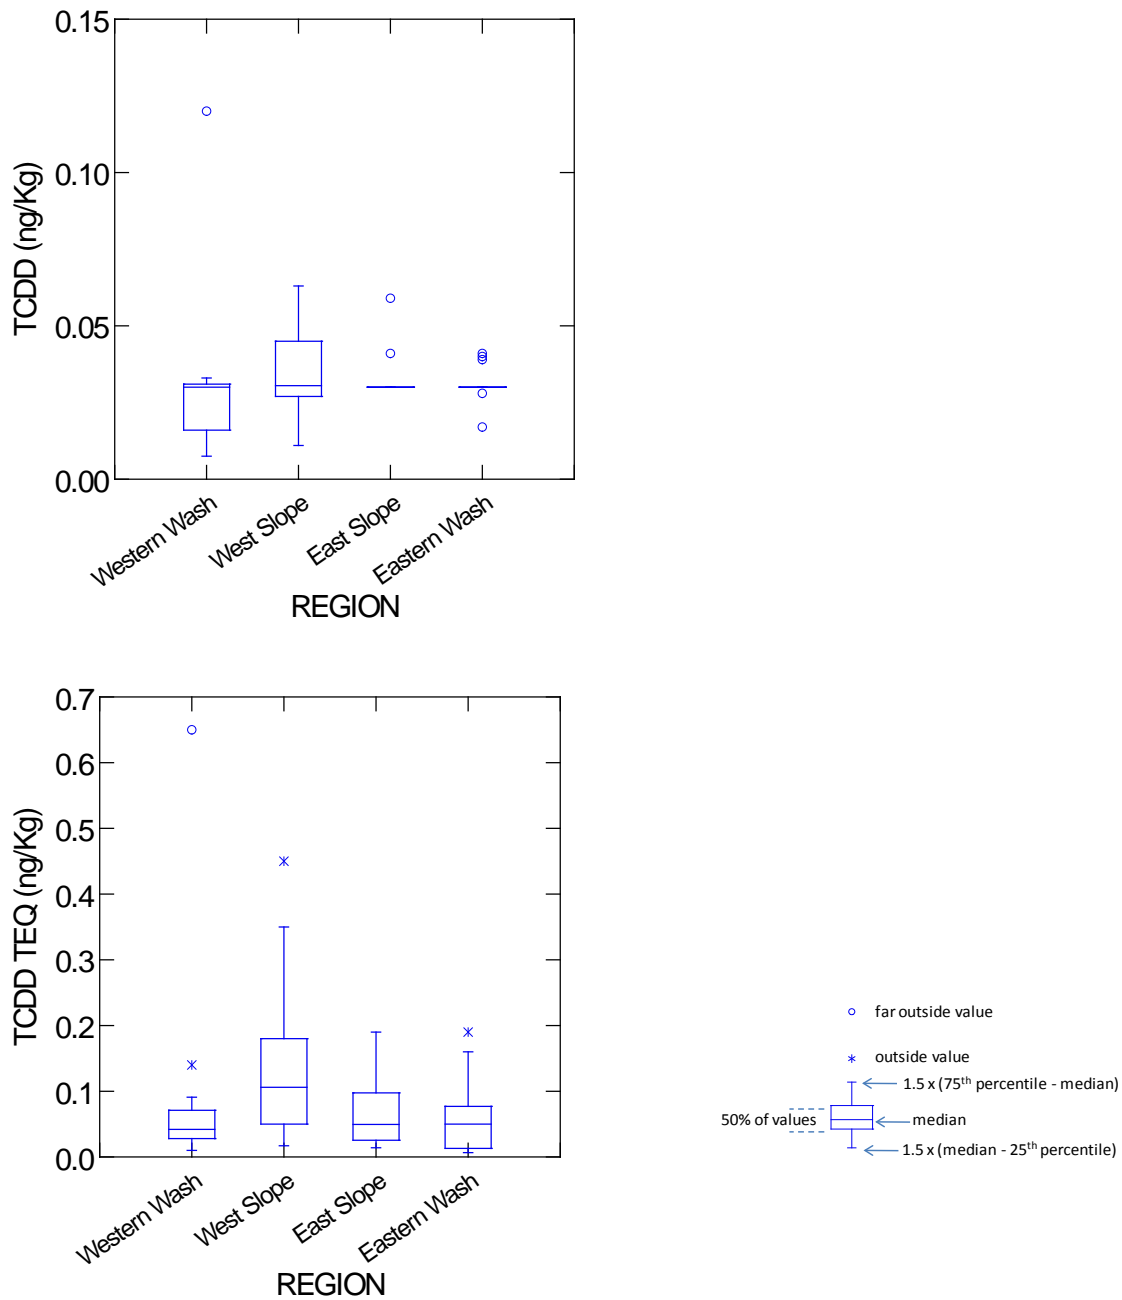 0.15
0.10
0.05
0.00
TCDD (ng/Kg)
Western Wash
West Slope
East Slope
Eastern Wash
REGION
0.7
0.6
0.5
0.4
0.3
0.2
0.1
0.0
TCDD TEQ (ng/Kg)
Western Wash
West Slope
East Slope
Eastern Wash
REGION
far outside value
outside value
1.5 x (75th percentile - median)
50% of values
median
1.5 x (median - 25th percentile)